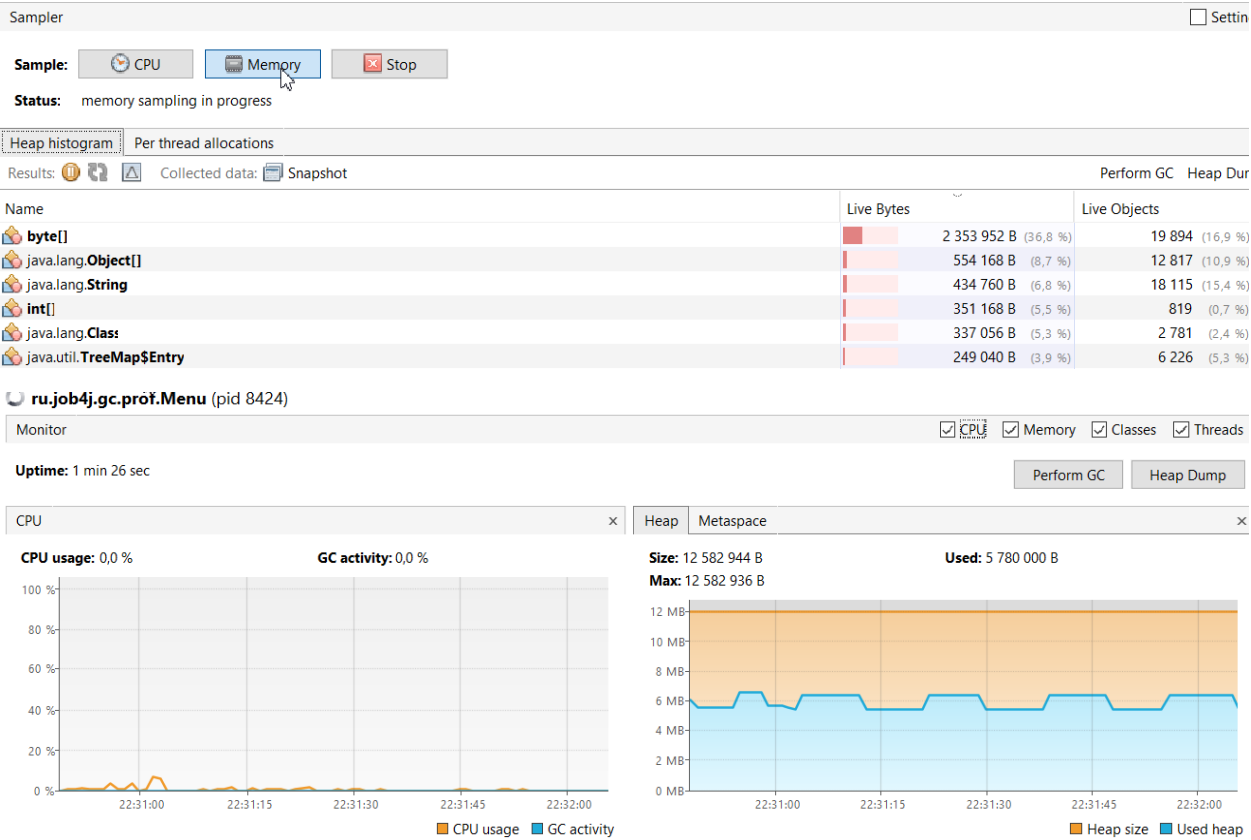 Sampler Settin
Sample: CPU Memory Stop
Status: memory sampling in progress
Heap histogram Per thread allocations
Results: Collected data: Snapshot Perform GC Heap Dur
Name Live Bytes Live Objects
byte[] 2 353 952 B (36,8 %) 19 894 (16,9 %)
java.lang.Object[] 554 168 B (8,7 %) 12 817 (10,9 %)
java.lang.String 434 760 B (6,8 %) 18 115 (15,4 %)
int[] 351 168 B (5,5 %) 819 (0,7 %)
java.lang.Class 337 056 B (5,3 %) 2 781 (2,4 %)
java.util.TreeMap$Entry 249 040 B (3,9 %) 6 226 (5,3 %)
ru.job4j.gc.prof.Menu (pid 8424)
Monitor CPU Memory Classes Threads
Uptime: 1 min 26 sec
Perform GC Heap Dump
CPU × Heap Metaspace ×
CPU usage: 0,0 % GC activity: 0,0 % Size: 12 582 944 B Used: 5 780 000 B
Max: 12 582 936 B
100 %
80 %
60 %
40 %
20 %
0 %
22:31:00 22:31:15 22:31:30 22:31:45 22:32:00
CPU usage GC activity
12 MB
10 MB
8 MB
6 MB
4 MB
2 MB
0 MB
22:31:00 22:31:15 22:31:30 22:31:45 22:32:00
Heap size Used heap